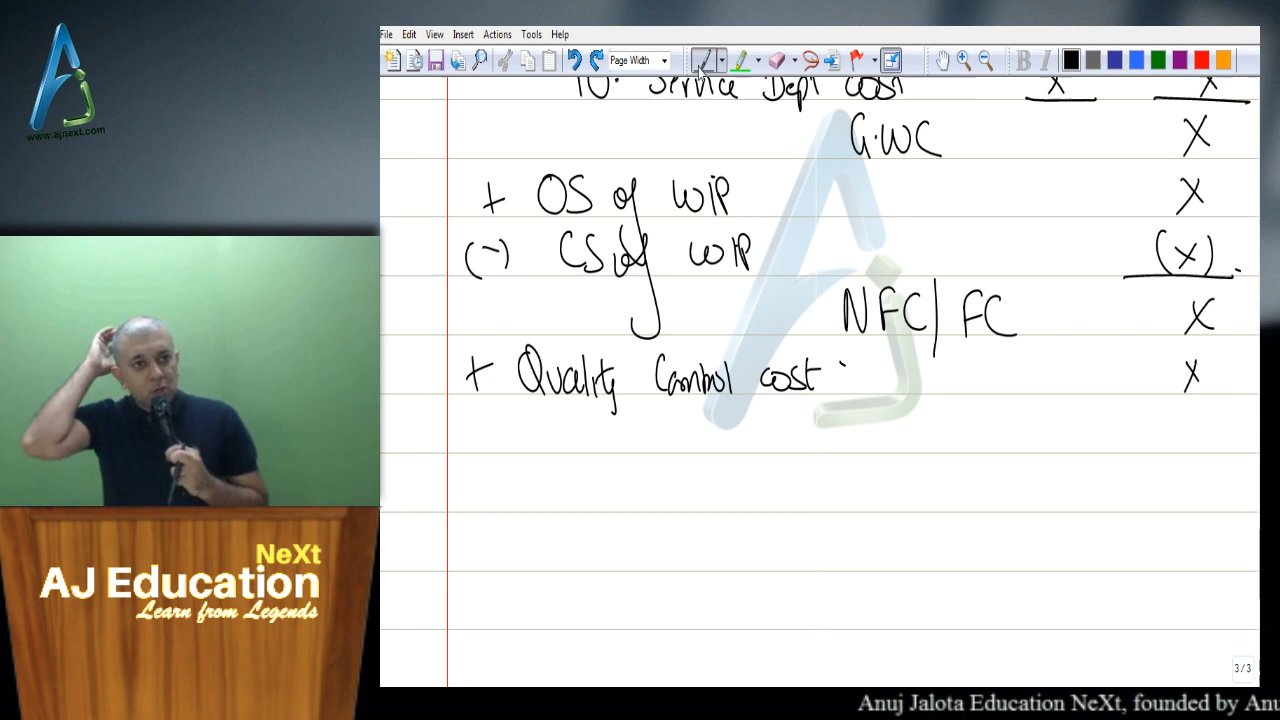 www.ajnext.com
File Edit View Insert Actions Tools Help
Page Width
B I
10. Service Dept cost X X
G.WC X
+ OS of WIP X
(-) CS of WIP (X).
NFC | FC X
+ Quality Control cost X
3/3
NeXt
AJ Education
Learn from Legends
Anuj Jalota Education NeXt, founded by Anu